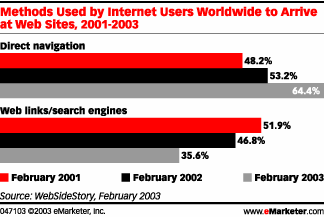 Methods Used by Internet Users Worldwide to Arrive
at Web Sites, 2001-2003
Direct navigation
48.2%
53.2%
64.4%
Web links/search engines
51.9%
46.8%
35.6%
February 2001 February 2002 February 2003
Source: WebSideStory, February 2003
047103 ©2003 eMarketer, Inc. www.eMarketer.com